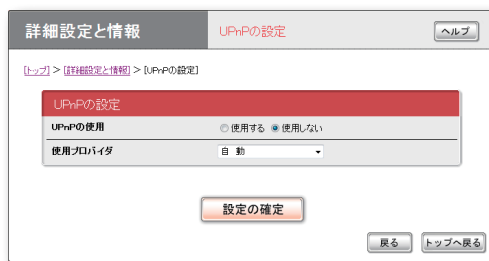 詳細設定と情報 UPnPの設定 ヘルプ
[トップ] > [詳細設定と情報] > [UPnPの設定]
UPnPの設定
UPnPの使用 使用する 使用しない
使用プロバイダ 自 動
設定の確定
戻る トップへ戻る